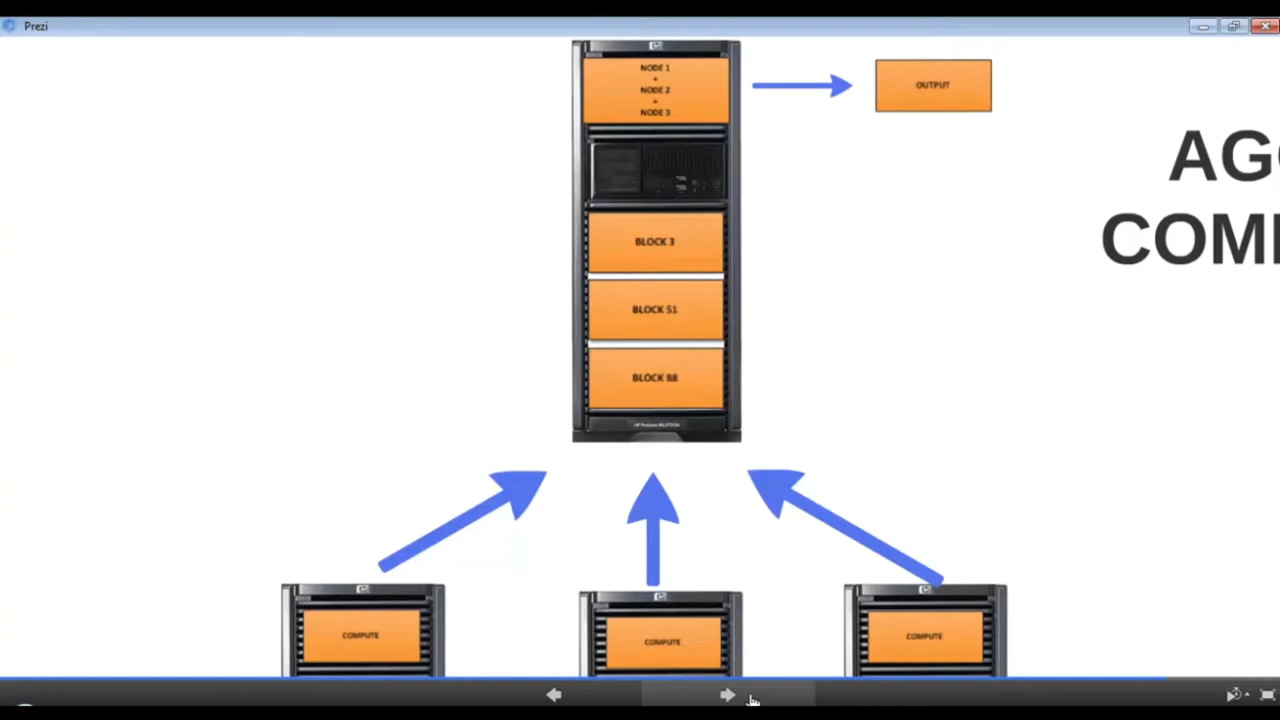 Prezi
NODE 1
+
NODE 2
+
NODE 3
OUTPUT
AG
COM
BLOCK 3
BLOCK 51
BLOCK 88
COMPUTE
COMPUTE
COMPUTE